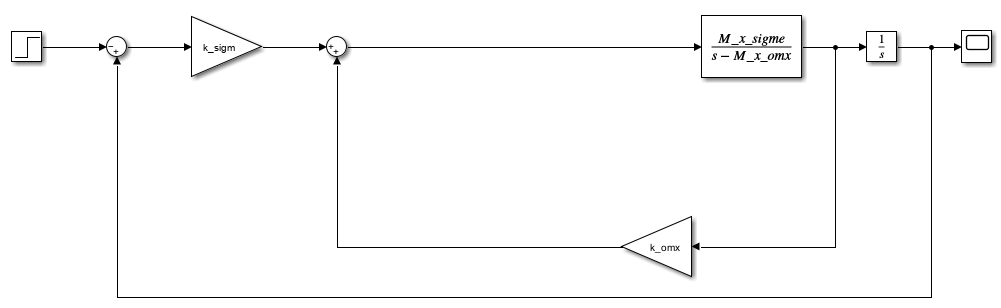 k_sigm
M_x_sigme
s − M_x_omx
1
s
k_omx